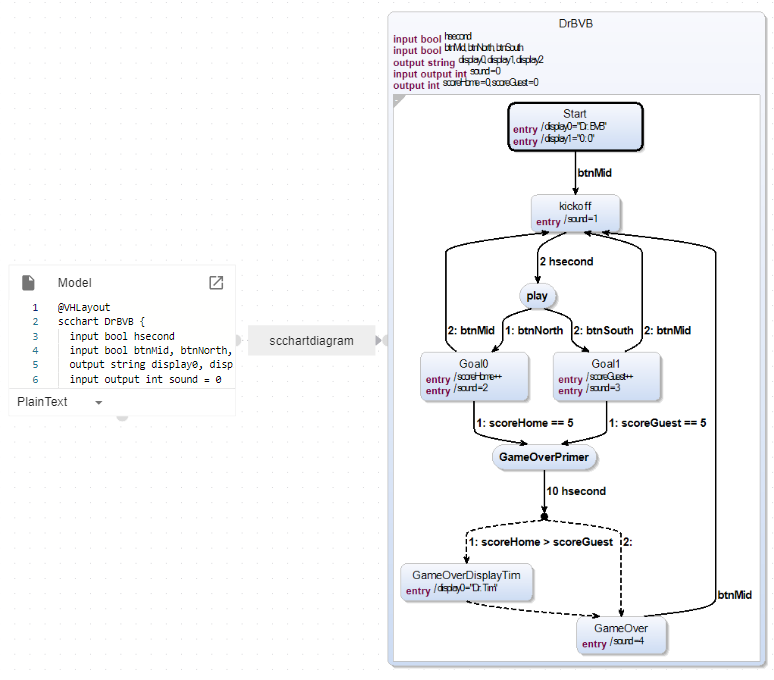 Model
1 @VHLayout
2 scchart DrBVB {
3 input bool hsecond
4 input bool btnMid, btnNorth,
5 output string display0, disp
6 input output int sound = 0
PlainText
scchartdiagram
DrBVB
input bool hsecond
input bool btnMid, btnNorth, btnSouth
output string display0, display1, display2
input output int sound = 0
output int scoreHome = 0, scoreGuest = 0
Start
entry / display0 = "Dr. BVB"
entry / display1 = "0 : 0"
btnMid
kickoff
entry / sound = 1
2 hsecond
play
2: btnMid
1: btnNorth
2: btnSouth
2: btnMid
Goal0
entry / scoreHome++
entry / sound = 2
Goal1
entry / scoreGuest++
entry / sound = 3
1: scoreHome == 5
1: scoreGuest == 5
GameOverPrimer
10 hsecond
1: scoreHome > scoreGuest
2:
GameOverDisplayTim
entry / display0 = "Dr. Tim"
btnMid
GameOver
entry / sound = 4